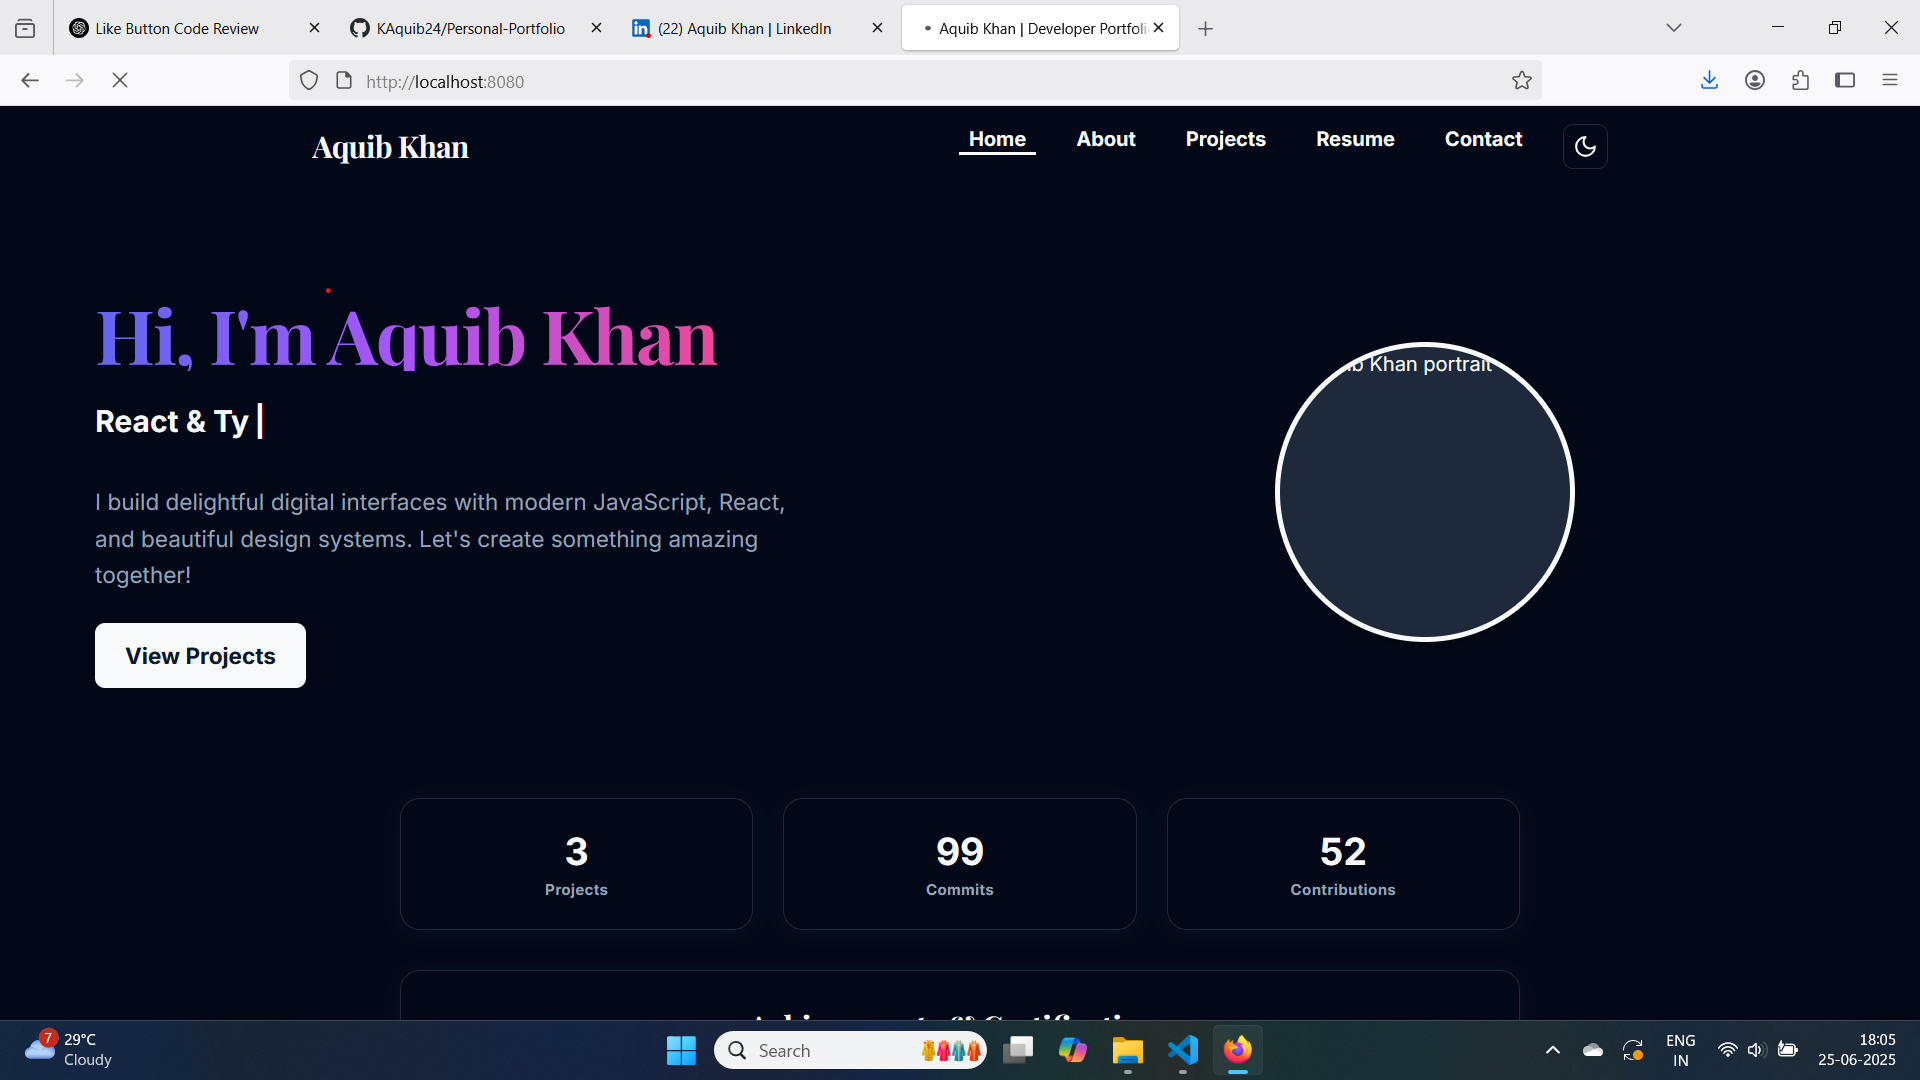 Like Button Code Review
KAquib24/Personal-Portfolio
(22) Aquib Khan | LinkedIn
Aquib Khan | Developer Portfoli
http://localhost:8080
Aquib Khan
Home
About
Projects
Resume
Contact
Hi, I'm Aquib Khan
React & Ty|
I build delightful digital interfaces with modern JavaScript, React,
and beautiful design systems. Let's create something amazing
together!
View Projects
b Khan portrait
3
Projects
99
Commits
52
Contributions
7
29°C
Cloudy
Search
ENG
IN
18:05
25-06-2025